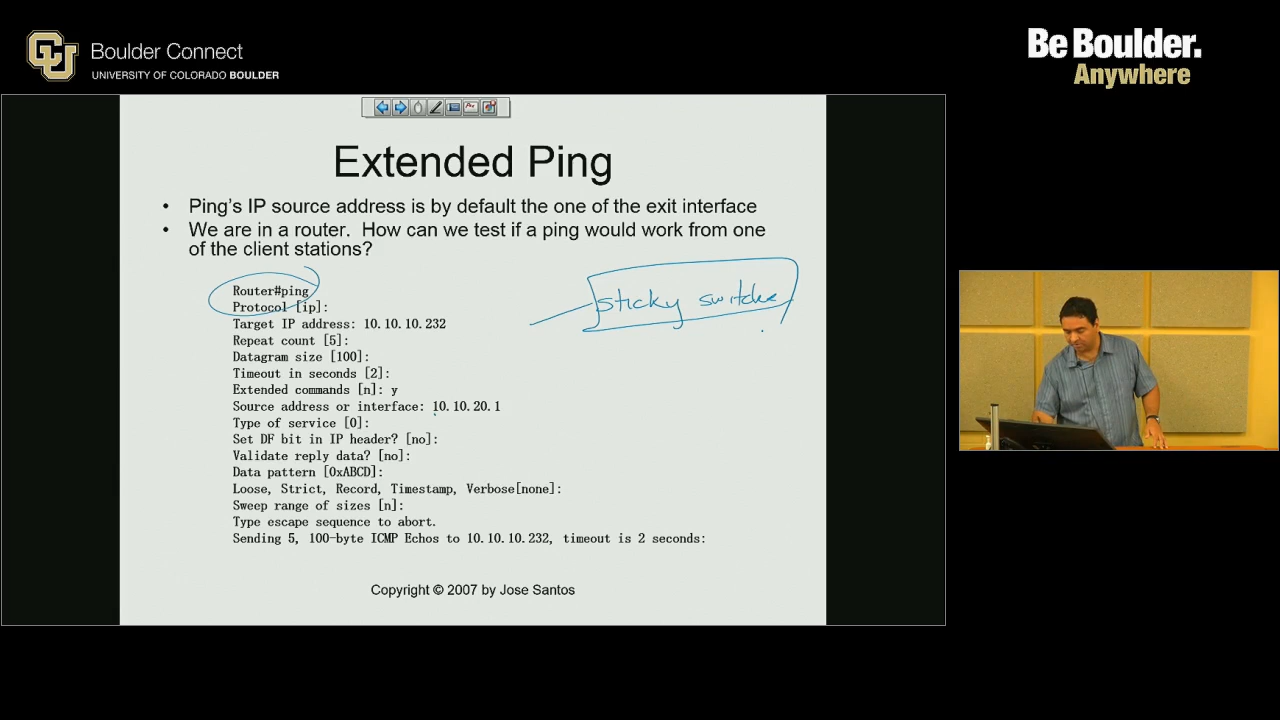 Boulder Connect
UNIVERSITY OF COLORADO BOULDER
Be Boulder.
Anywhere
Extended Ping
• Ping's IP source address is by default the one of the exit interface
• We are in a router. How can we test if a ping would work from one
of the client stations?
Router#ping
Protocol [ip]:
Target IP address: 10.10.10.232
Repeat count [5]:
Datagram size [100]:
Timeout in seconds [2]:
Extended commands [n]: y
Source address or interface: 10.10.20.1
Type of service [0]:
Set DF bit in IP header? [no]:
Validate reply data? [no]:
Data pattern [0xABCD]:
Loose, Strict, Record, Timestamp, Verbose[none]:
Sweep range of sizes [n]:
Type escape sequence to abort.
Sending 5, 100-byte ICMP Echos to 10.10.10.232, timeout is 2 seconds:
sticky
Copyright © 2007 by Jose Santos